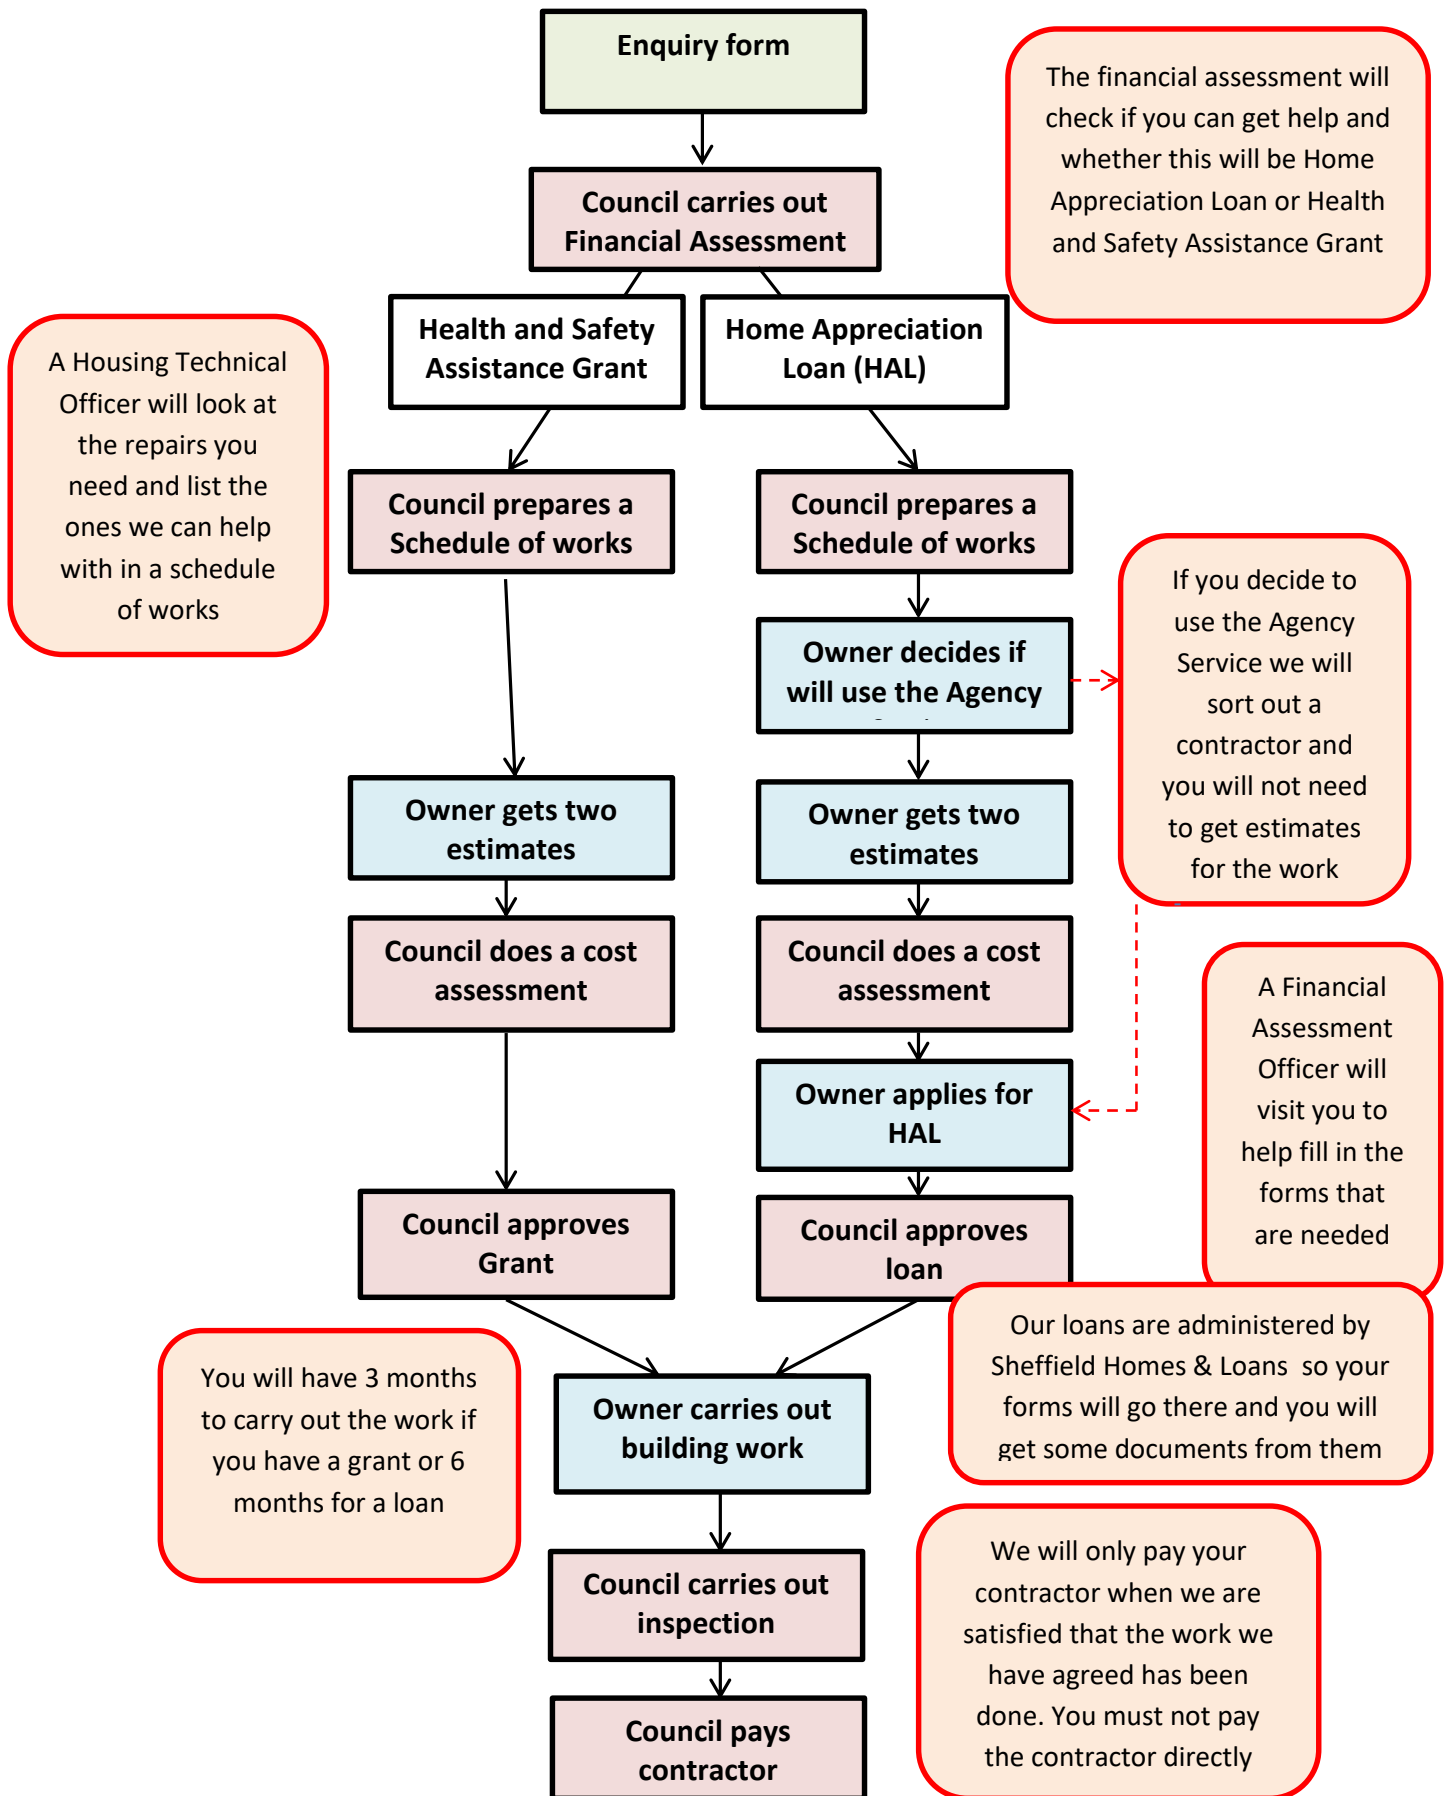 Enquiry form
The financial assessment will
check if you can get help and
whether this will be Home
Appreciation Loan or Health
and Safety Assistance Grant
Council carries out
Financial Assessment
Health and Safety
Assistance Grant
Home Appreciation
Loan (HAL)
A Housing Technical
Officer will look at
the repairs you
need and list the
ones we can help
with in a schedule
of works
Council prepares a
Schedule of works
Council prepares a
Schedule of works
Owner decides if
will use the Agency
If you decide to
use the Agency
Service we will
sort out a
contractor and
you will not need
to get estimates
for the work
Owner gets two
estimates
Owner gets two
estimates
Council does a cost
assessment
Council does a cost
assessment
A Financial
Assessment
Officer will
visit you to
help fill in the
forms that
are needed
Owner applies for
HAL
Council approves
Grant
Council approves
loan
Our loans are administered by
Sheffield Homes & Loans  so your
forms will go there and you will
get some documents from them
You will have 3 months
to carry out the work if
you have a grant or 6
months for a loan
Owner carries out
building work
Council carries out
inspection
We will only pay your
contractor when we are
satisfied that the work we
have agreed has been
done. You must not pay
the contractor directly
Council pays
contractor